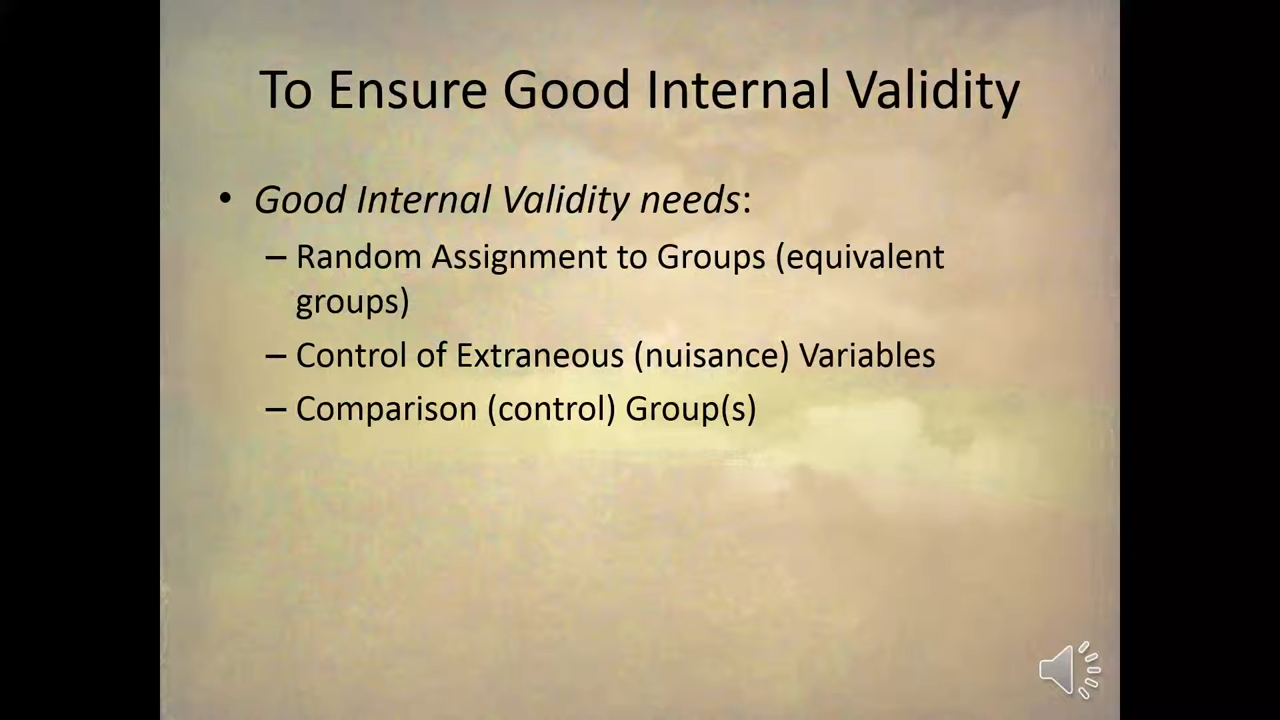 To Ensure Good Internal Validity
• Good Internal Validity needs:
– Random Assignment to Groups (equivalent
groups)
– Control of Extraneous (nuisance) Variables
– Comparison (control) Group(s)